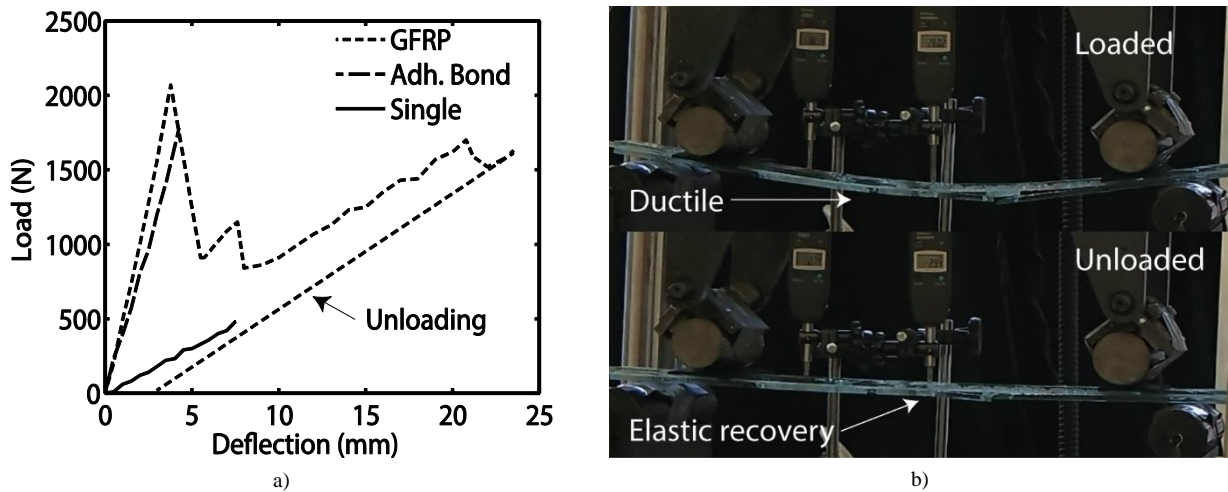 2500
2000
1500
1000
500
0
Load (N)
GFRP
Adh. Bond
Single
Unloading
0 5 10 15 20 25
Deflection (mm)
a)
Loaded
Ductile
Unloaded
Elastic recovery
b)